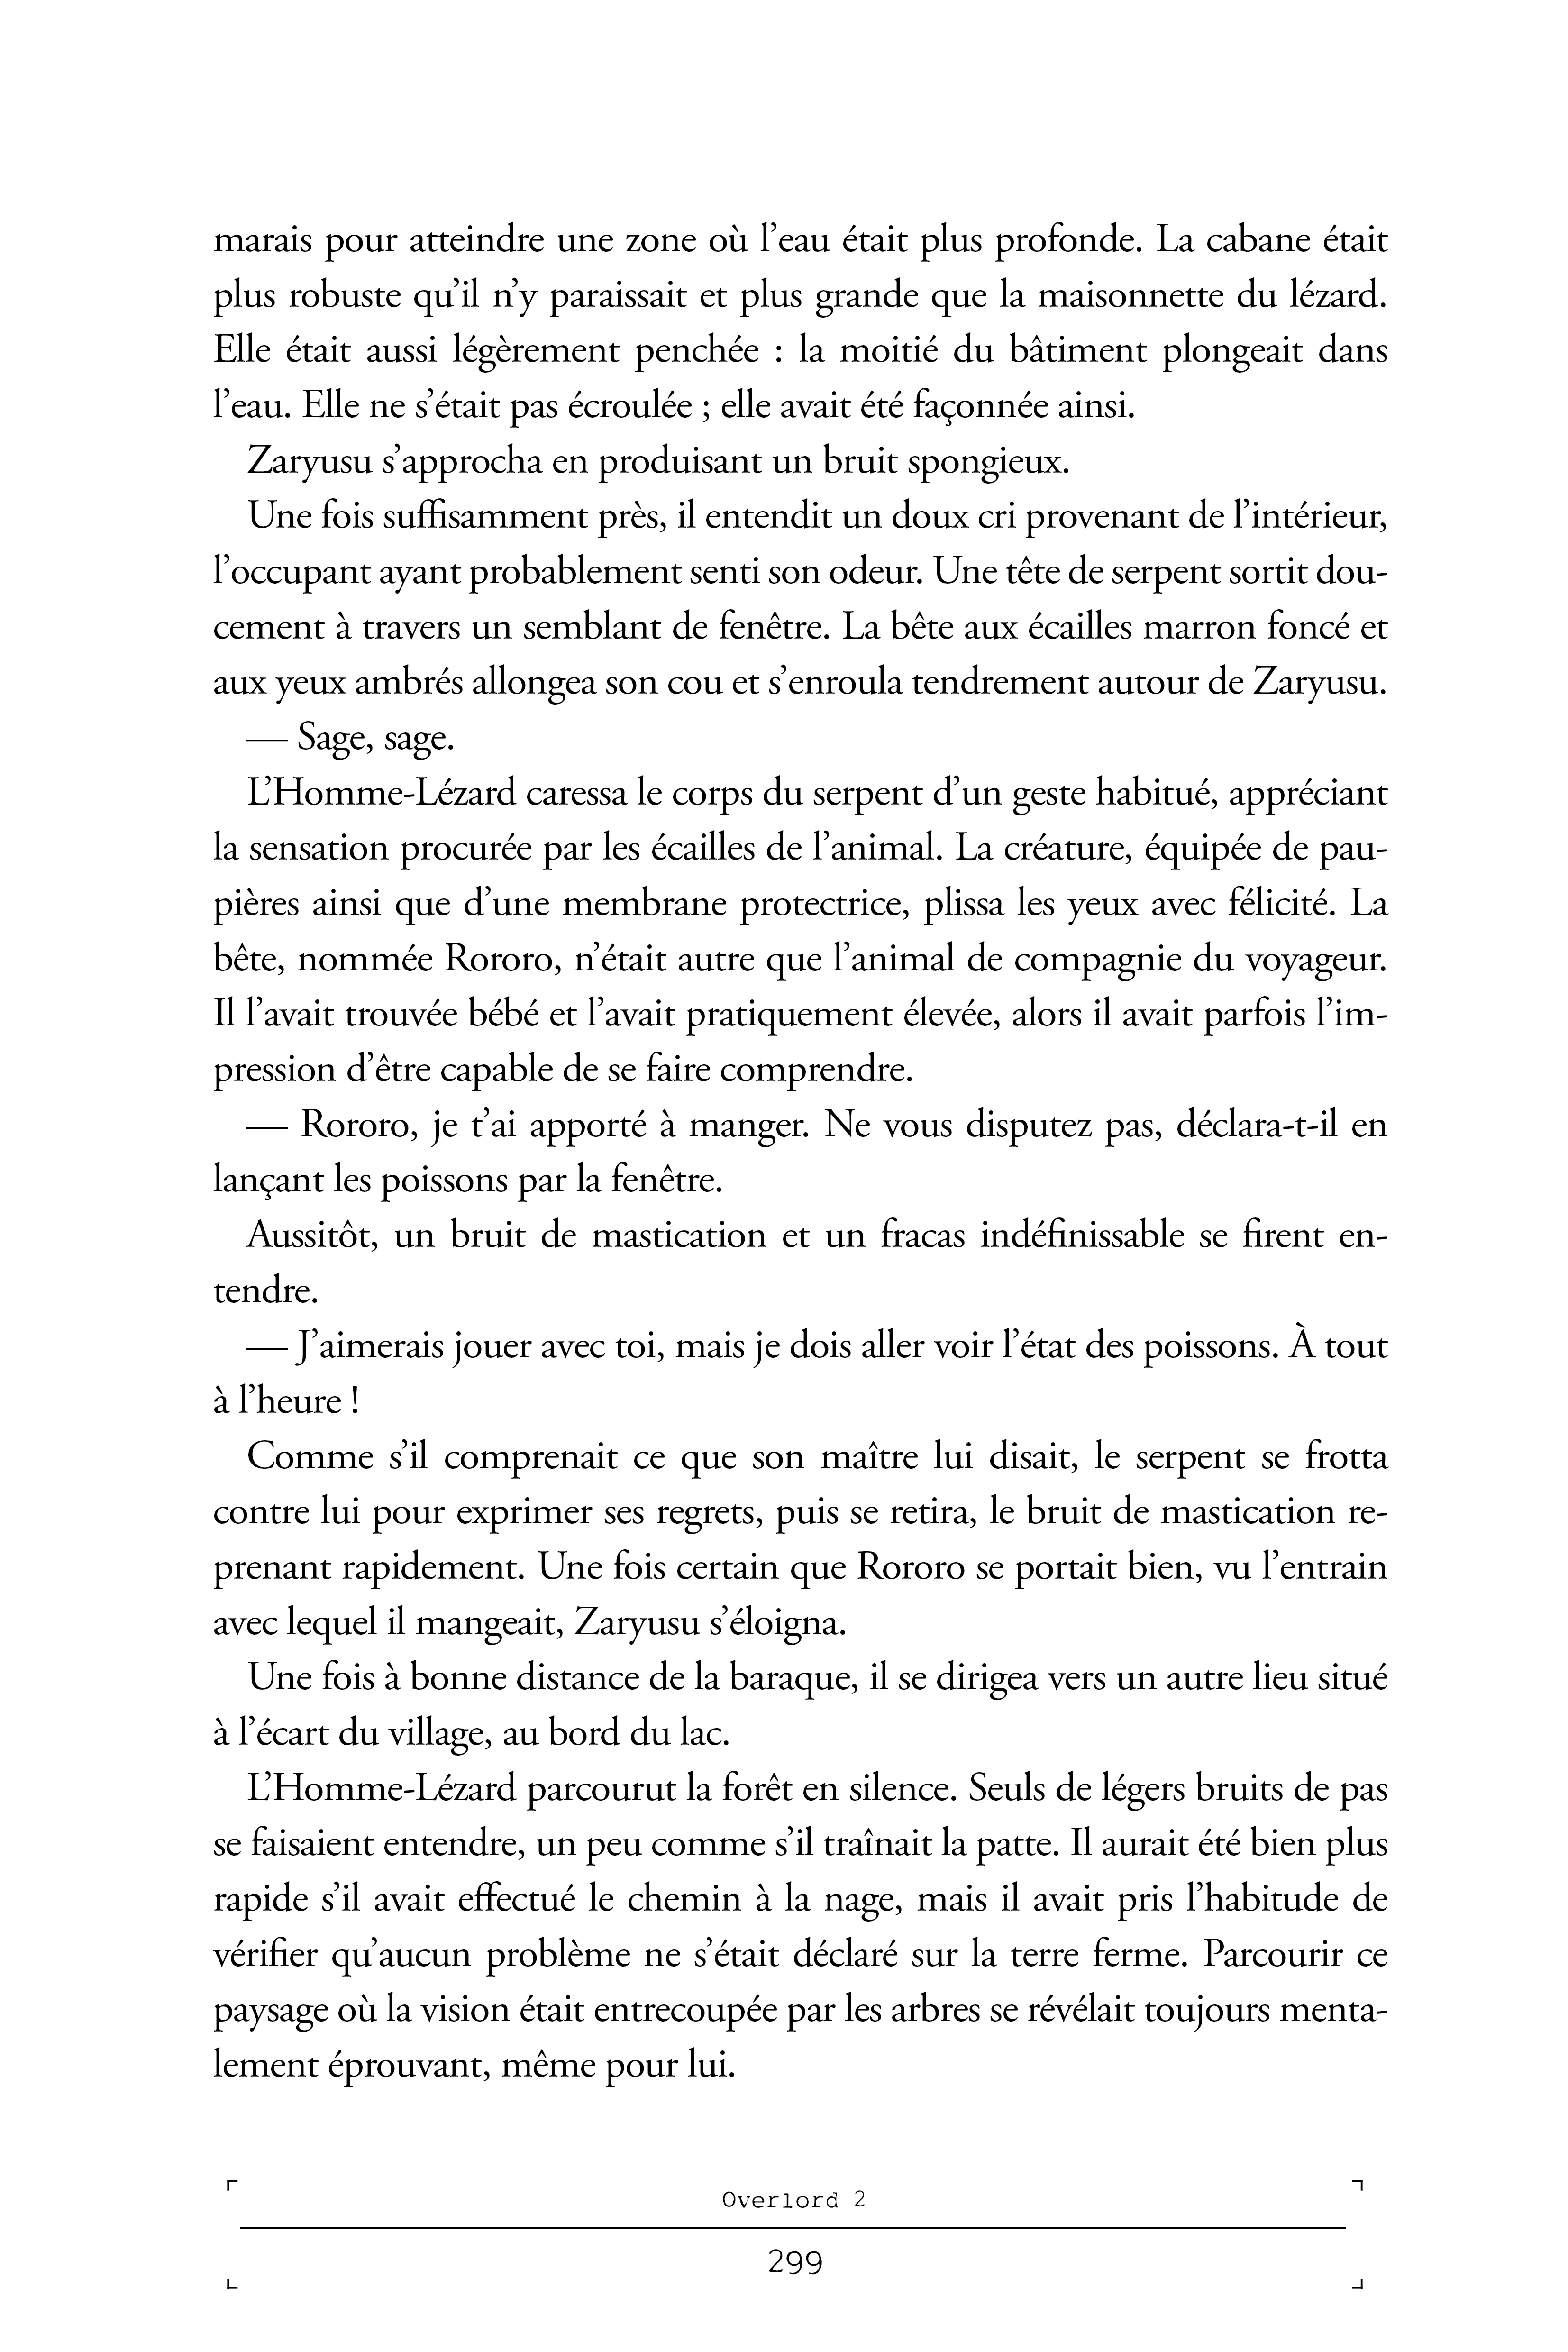 marais pour atteindre une zone où l’eau était plus profonde. La cabane était
plus robuste qu’il n’y paraissait et plus grande que la maisonnette du lézard.
Elle était aussi légèrement penchée : la moitié du bâtiment plongeait dans
l’eau. Elle ne s’était pas écroulée ; elle avait été façonnée ainsi.
Zaryusu s’approcha en produisant un bruit spongieux.
Une fois suffisamment près, il entendit un doux cri provenant de l’intérieur,
l’occupant ayant probablement senti son odeur. Une tête de serpent sortit dou-
cement à travers un semblant de fenêtre. La bête aux écailles marron foncé et
aux yeux ambrés allongea son cou et s’enroula tendrement autour de Zaryusu.
— Sage, sage.
L’Homme-Lézard caressa le corps du serpent d’un geste habitué, appréciant
la sensation procurée par les écailles de l’animal. La créature, équipée de pau-
pières ainsi que d’une membrane protectrice, plissa les yeux avec félicité. La
bête, nommée Rororo, n’était autre que l’animal de compagnie du voyageur.
Il l’avait trouvée bébé et l’avait pratiquement élevée, alors il avait parfois l’im-
pression d’être capable de se faire comprendre.
— Rororo, je t’ai apporté à manger. Ne vous disputez pas, déclara-t-il en
lançant les poissons par la fenêtre.
Aussitôt, un bruit de mastication et un fracas indéfinissable se firent en-
tendre.
— J’aimerais jouer avec toi, mais je dois aller voir l’état des poissons. À tout
à l’heure !
Comme s’il comprenait ce que son maître lui disait, le serpent se frotta
contre lui pour exprimer ses regrets, puis se retira, le bruit de mastication re-
prenant rapidement. Une fois certain que Rororo se portait bien, vu l’entrain
avec lequel il mangeait, Zaryusu s’éloigna.
Une fois à bonne distance de la baraque, il se dirigea vers un autre lieu situé
à l’écart du village, au bord du lac.
L’Homme-Lézard parcourut la forêt en silence. Seuls de légers bruits de pas
se faisaient entendre, un peu comme s’il traînait la patte. Il aurait été bien plus
rapide s’il avait effectué le chemin à la nage, mais il avait pris l’habitude de
vérifier qu’aucun problème ne s’était déclaré sur la terre ferme. Parcourir ce
paysage où la vision était entrecoupée par les arbres se révélait toujours menta-
lement éprouvant, même pour lui.
Overlord 2
299